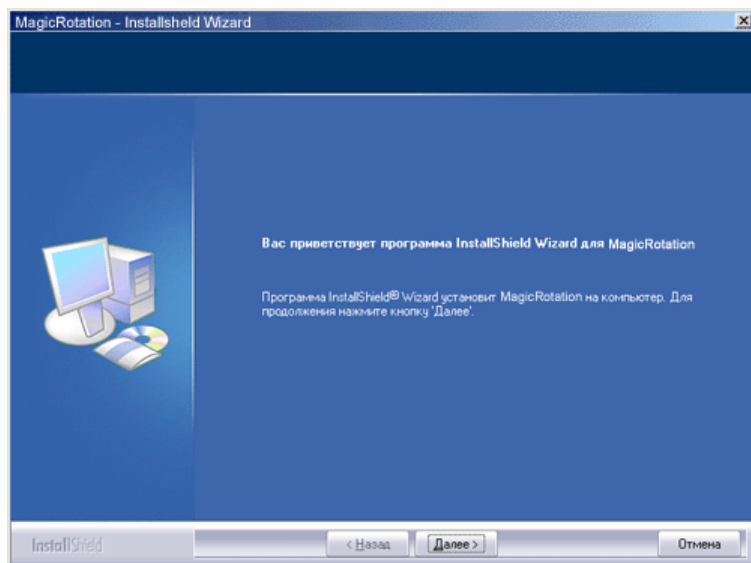 MagicRotation - Installsheld Wizard
Вас приветствует программа InstallShield Wizard для MagicRotation
Программа InstallShield® Wizard установит MagicRotation на компьютер. Для
продолжения нажмите кнопку 'Далее'.
InstallShield
< Назад
Далее >
Отмена